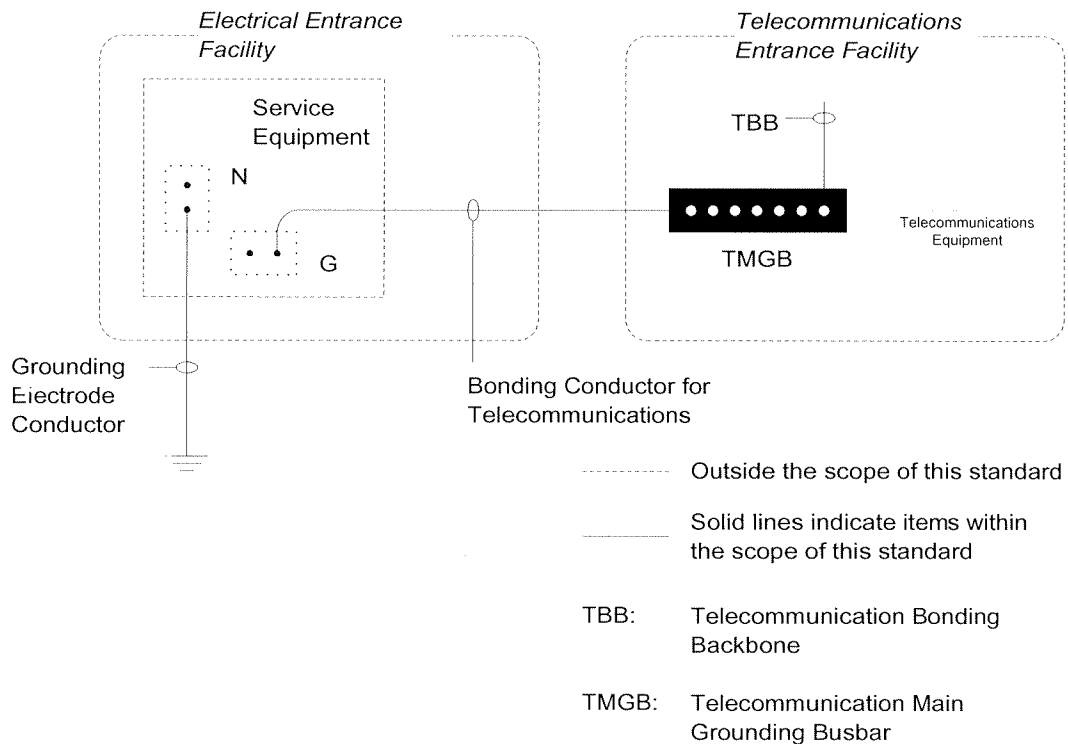 Electrical Entrance
Facility
Telecommunications
Entrance Facility
Service
Equipment
N
G
TBB
TMGB
Telecommunications
Equipment
Grounding
Eiectrode
Conductor
Bonding Conductor for
Telecommunications
Outside the scope of this standard
Solid lines indicate items within
the scope of this standard
TBB: Telecommunication Bonding
Backbone
TMGB: Telecommunication Main
Grounding Busbar